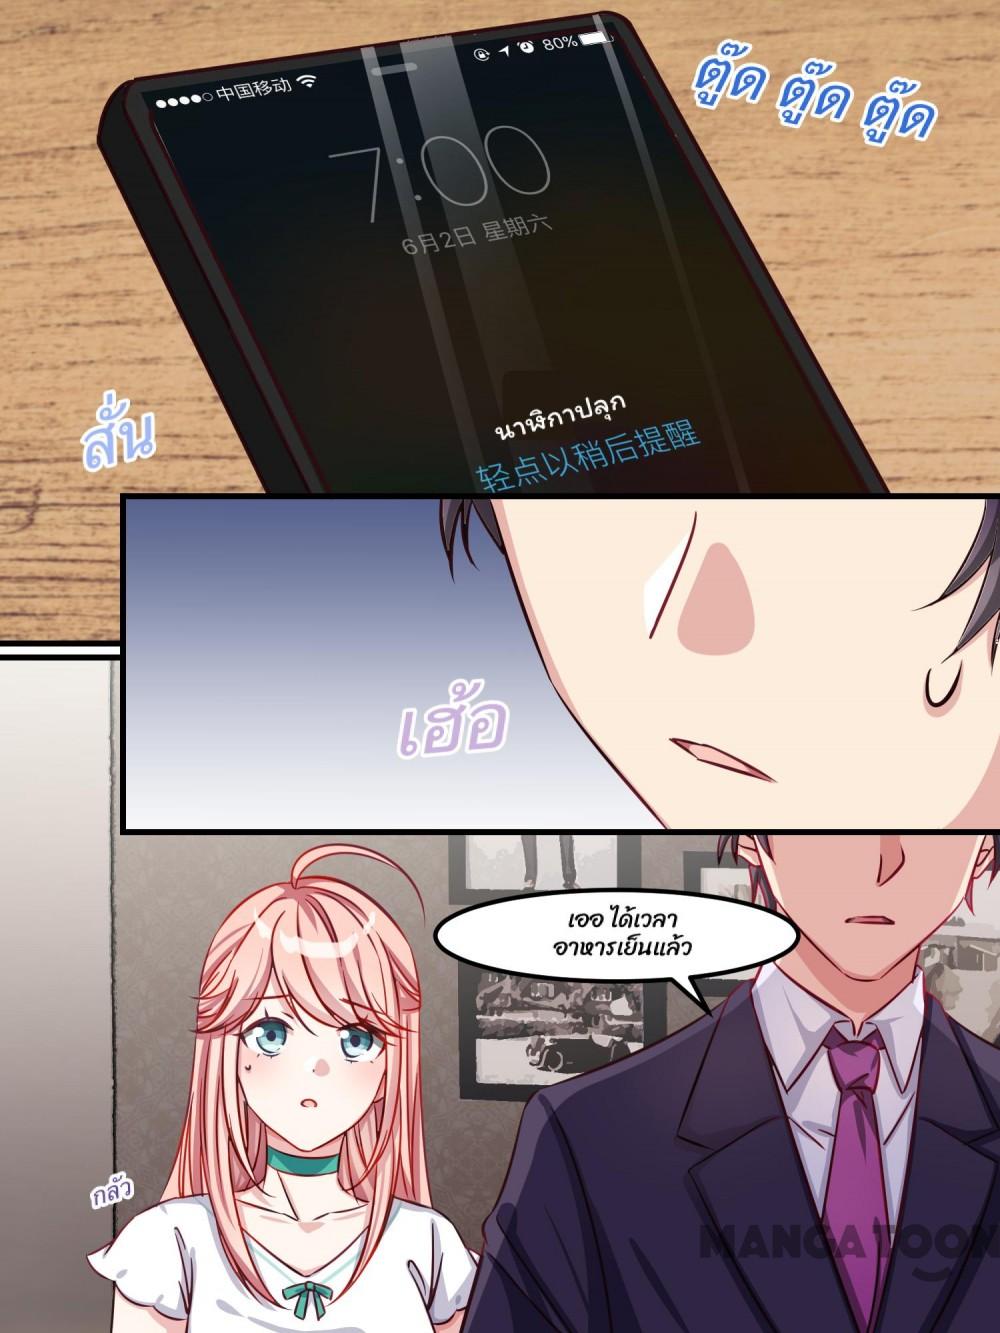 中国移动
80%
ตู๊ด ตู๊ด ตู๊ด
7:00
6月2日 星期六
สั่น
นาฬิกาปลุก
轻点以稍后提醒
เฮ้อ
เออ ได้เวลา
อาหารเย็นแล้ว
กลัว
MANGATOON